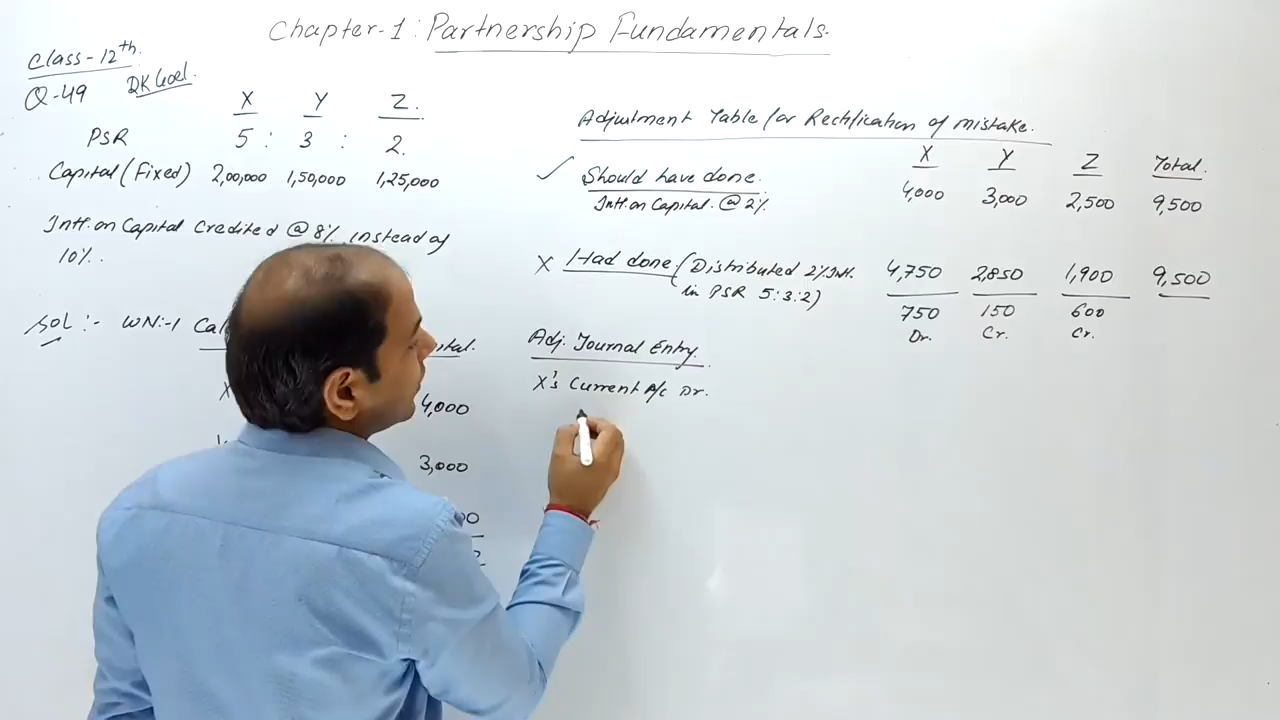 Chapter-1: Partnership Fundamentals.
Class-12th.
Q-49 DK Goel.
X Y Z.
PSR 5 : 3 : 2.
Capital (Fixed) 2,00,000 1,50,000 1,25,000
Intt. on Capital Credited @ 8% instead of
10%.
Sol :- WN:-1 Cal
4,000
3,000
Adjustment Table for Rectification of mistake.
X Y Z Total.
✓ Should have done.
Intt. on Capital. @ 2% 4,000 3,000 2,500 9,500
X Had done (Distributed 2% Intt. 4,750 2,850 1,900 9,500
in PSR 5:3:2)
750 150 600
Dr. Cr. Cr.
Adj. Journal Entry.
X's Current A/c Dr.